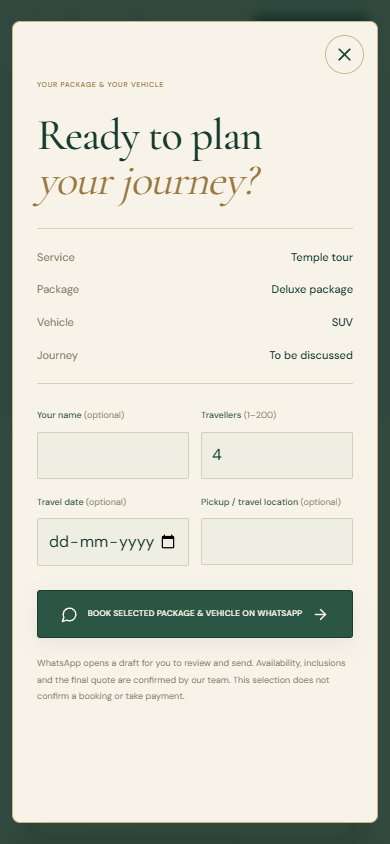 YOUR PACKAGE & YOUR VEHICLE
Ready to plan
your journey?
Service Temple tour
Package Deluxe package
Vehicle SUV
Journey To be discussed
Your name (optional) Travellers (1–200)
4
Travel date (optional) Pickup / travel location (optional)
dd-mm-yyyy
BOOK SELECTED PACKAGE & VEHICLE ON WHATSAPP
WhatsApp opens a draft for you to review and send. Availability, inclusions
and the final quote are confirmed by our team. This selection does not
confirm a booking or take payment.